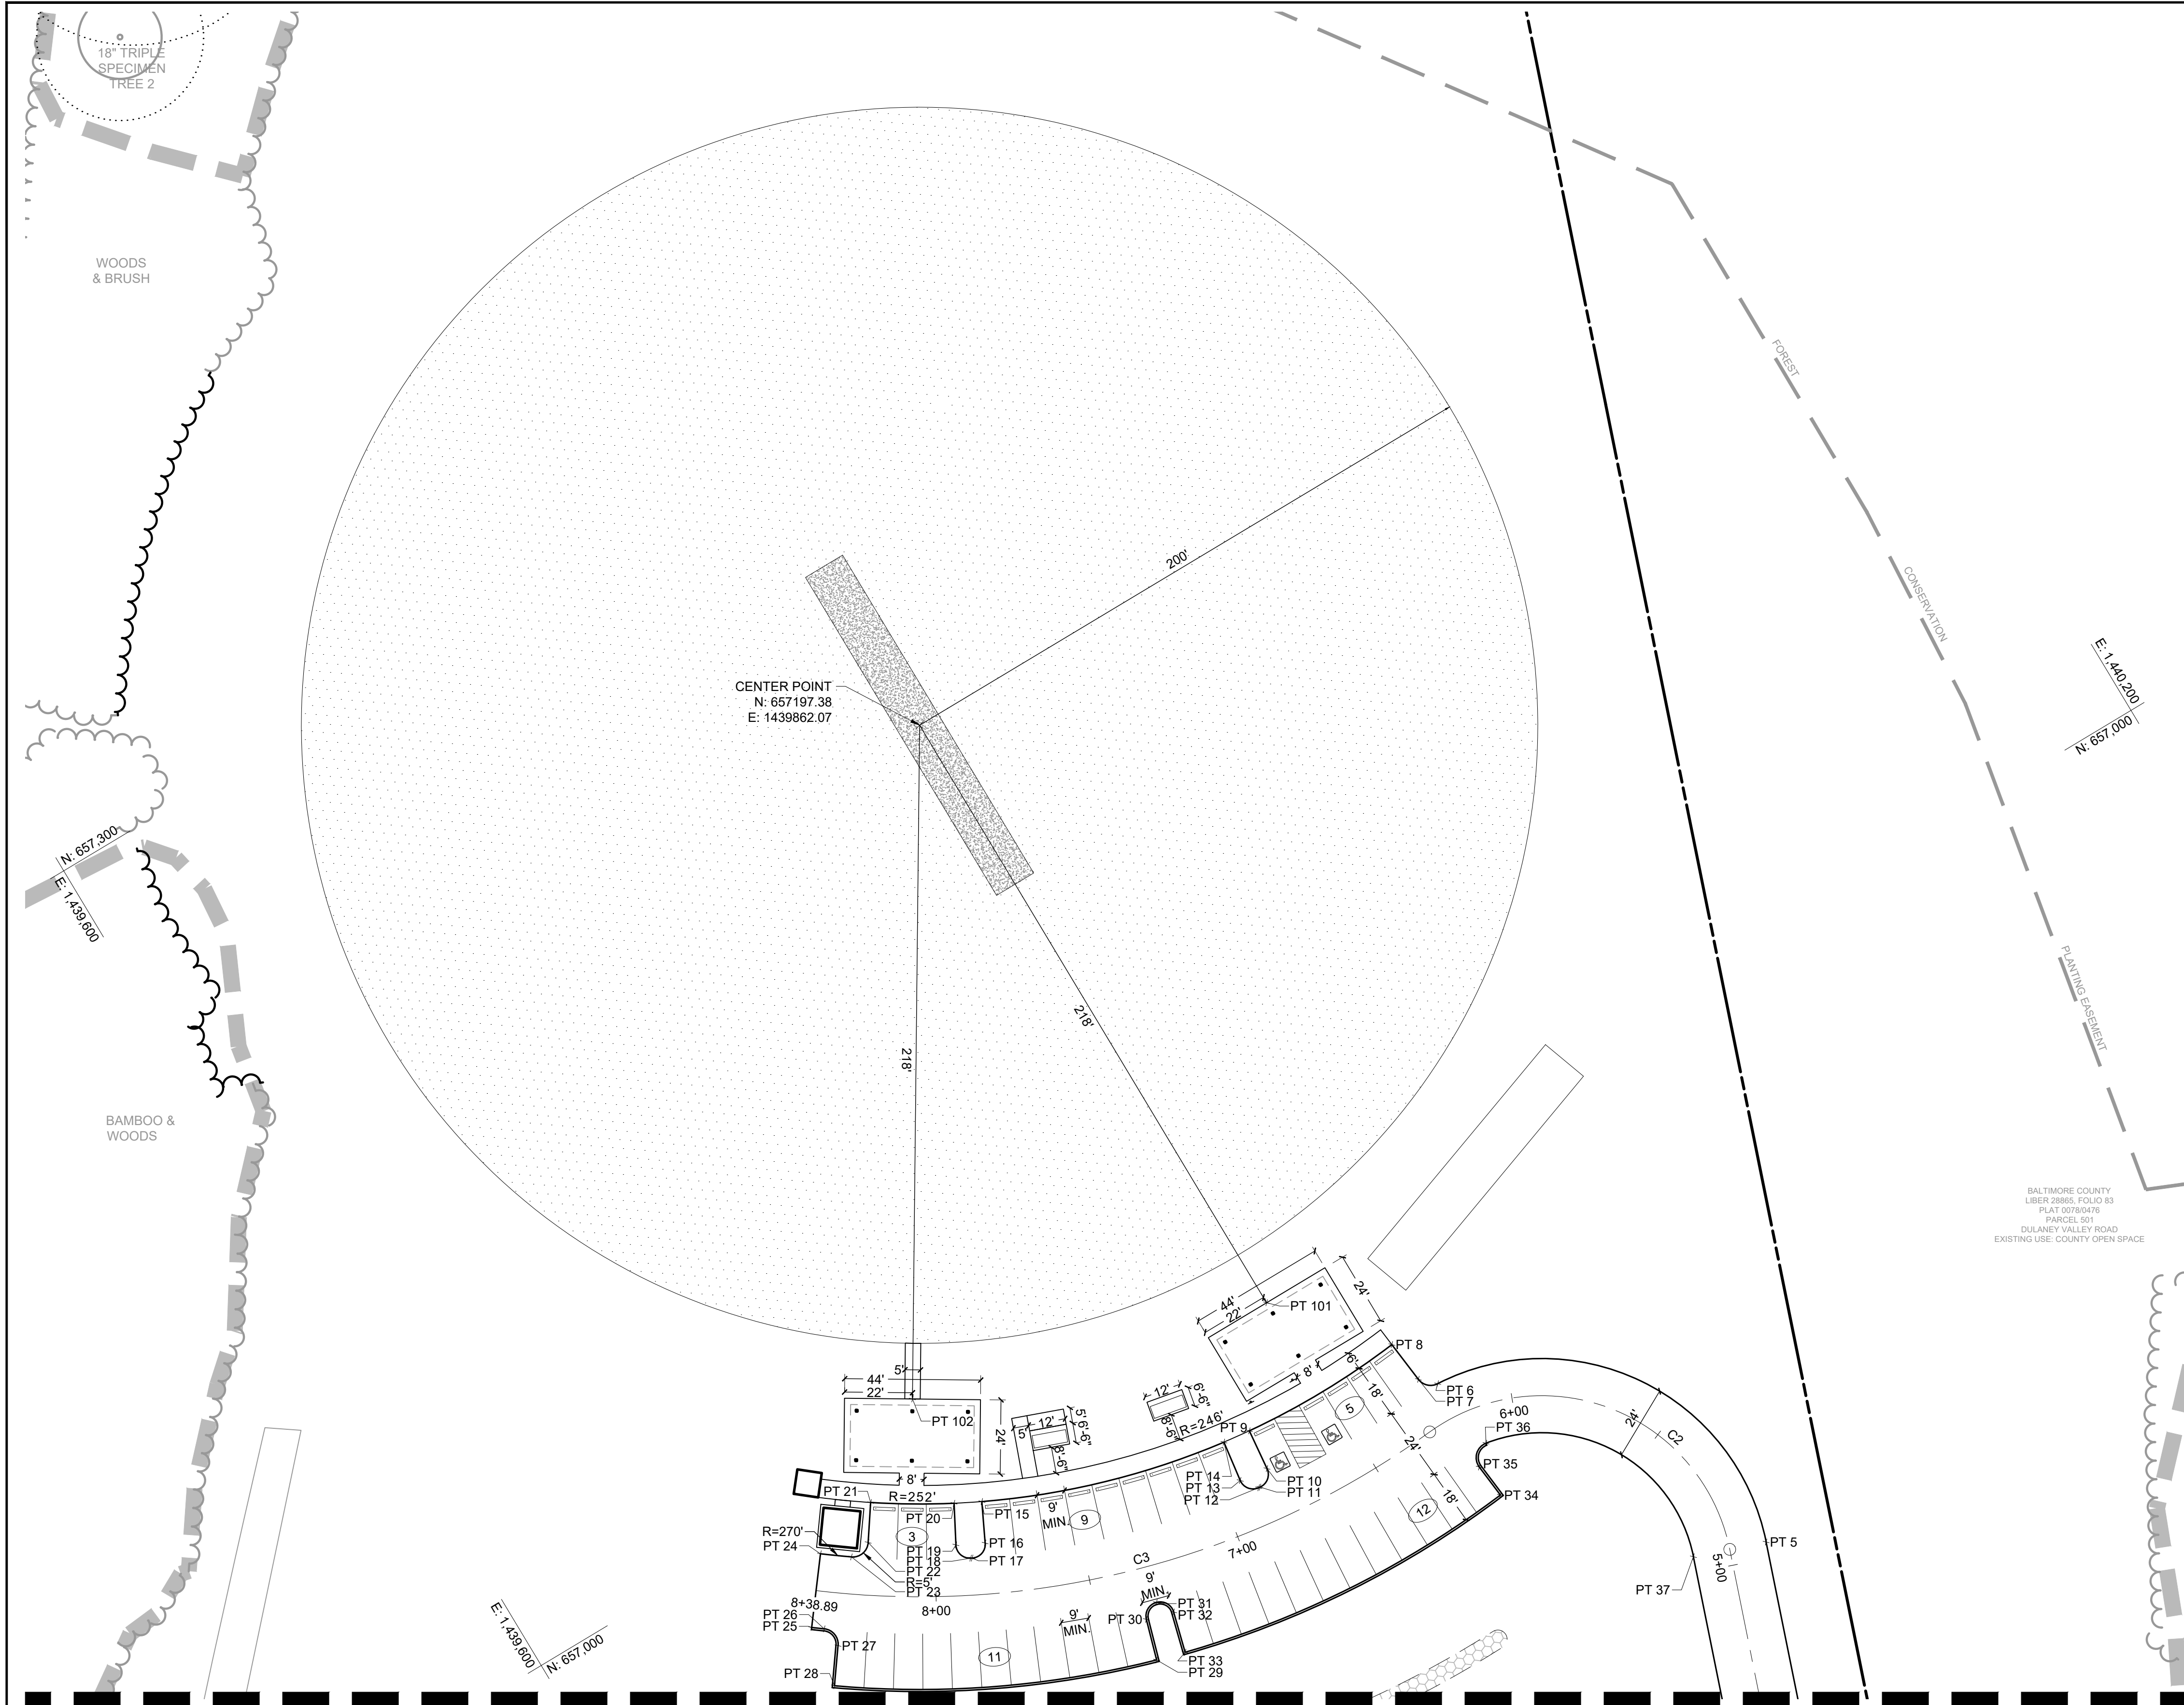 18" TRIPLE
SPECIMEN
TREE 2
WOODS
& BRUSH
FOREST
CONSERVATION
PLANTING EASEMENT
200'
CENTER POINT
N: 657197.38
E: 1439862.07
E: 1,440,200
N: 657,000
N: 657,300
E: 1,439,600
218'
218'
BAMBOO &
WOODS
BALTIMORE COUNTY
LIBER 28865, FOLIO 83
PLAT 0078/0476
PARCEL 501
DULANEY VALLEY ROAD
EXISTING USE: COUNTY OPEN SPACE
44'
22'
24'
PT 101
PT 8
8'
6'
18'
5
PT 6
PT 7
6+00
PT 36
24'
C2
5'
44'
22'
PT 102
24'
8'
5'
12'
5'
6'-6"
8'-6"
12'
6'-6"
8'-6"
R=246'
PT 9
24'
PT 35
PT 34
18'
12
PT 14
PT 13
PT 12
PT 10
PT 11
PT 21
R=252'
PT 20
PT 15
9'
MIN.
9
3
R=270'
PT 24
PT 19
PT 18
PT 16
PT 17
PT 22
R=5'
PT 23
C3
7+00
PT 5
5+00
PT 37
8+38.89
8+00
PT 26
PT 25
PT 27
PT 28
9'
MIN.
9'
MIN.
PT 31
PT 32
PT 30
PT 33
PT 29
11
E: 1,439,600
N: 657,000